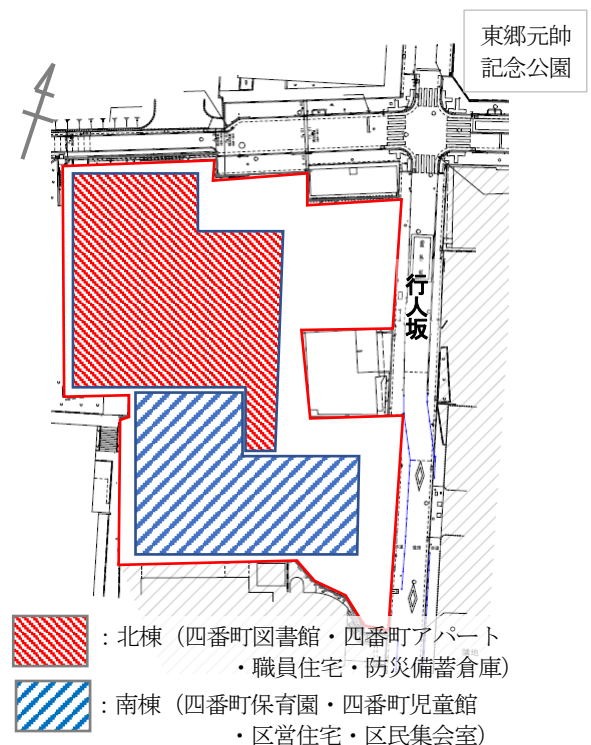 東郷元帥
記念公園
行人坂
：北棟（四番町図書館・四番町アパート
・職員住宅・防災備蓄倉庫）
：南棟（四番町保育園・四番町児童館
・区営住宅・区民集会室）